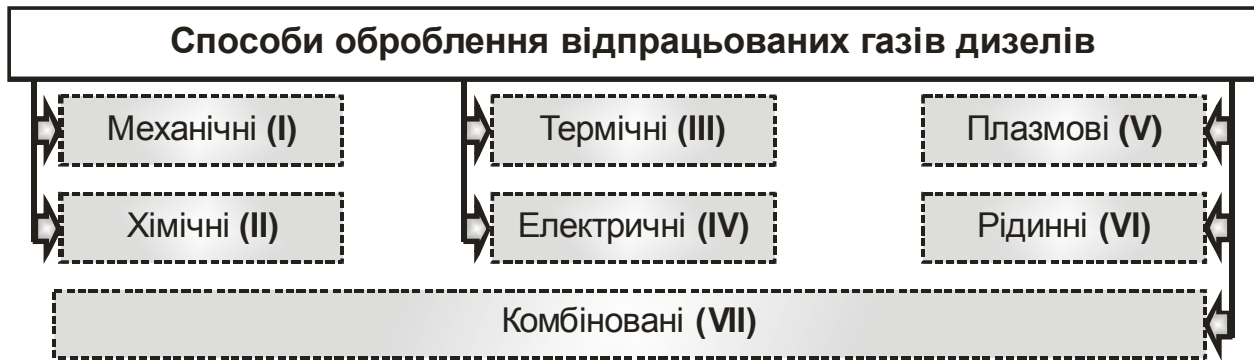 Способи оброблення відпрацьованих газів дизелів
Механічні (I)
Термічні (III)
Плазмові (V)
Хімічні (II)
Електричні (IV)
Рідинні (VI)
Комбіновані (VII)